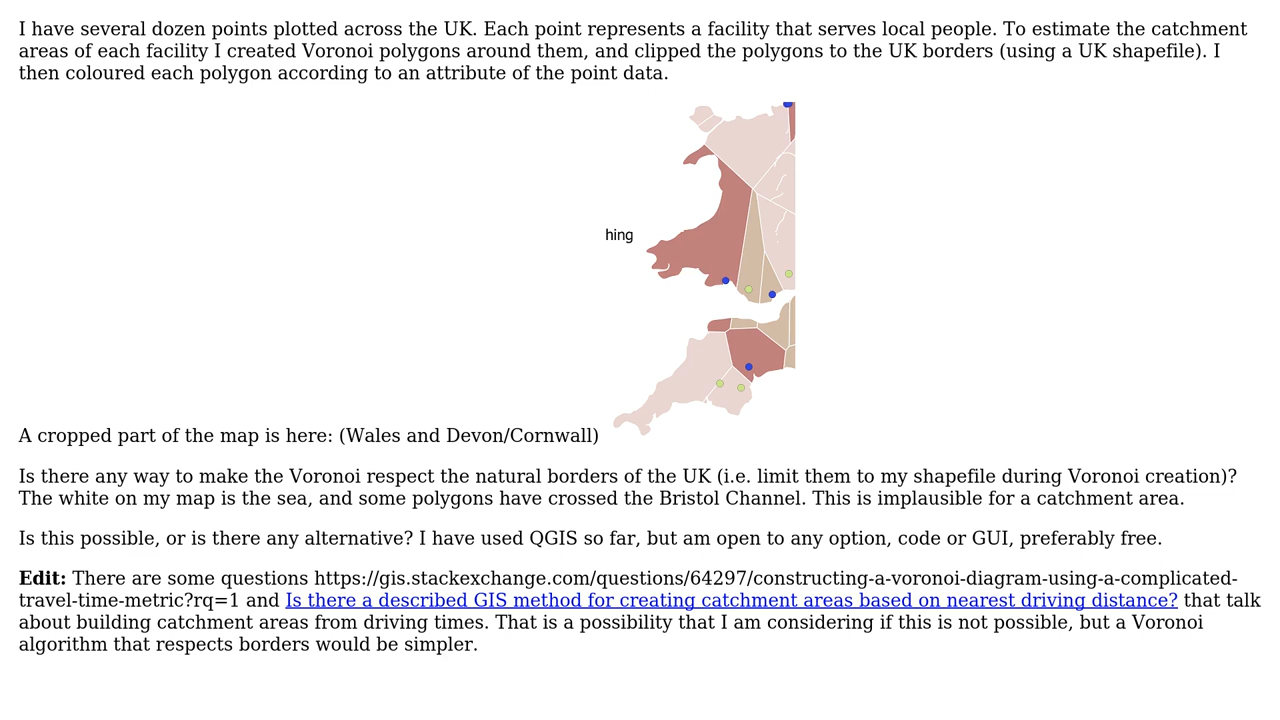 I have several dozen points plotted across the UK. Each point represents a facility that serves local people. To estimate the catchment
areas of each facility I created Voronoi polygons around them, and clipped the polygons to the UK borders (using a UK shapefile). I
then coloured each polygon according to an attribute of the point data.
hing
A cropped part of the map is here: (Wales and Devon/Cornwall)
Is there any way to make the Voronoi respect the natural borders of the UK (i.e. limit them to my shapefile during Voronoi creation)?
The white on my map is the sea, and some polygons have crossed the Bristol Channel. This is implausible for a catchment area.
Is this possible, or is there any alternative? I have used QGIS so far, but am open to any option, code or GUI, preferably free.
Edit: There are some questions https://gis.stackexchange.com/questions/64297/constructing-a-voronoi-diagram-using-a-complicated-
travel-time-metric?rq=1 and Is there a described GIS method for creating catchment areas based on nearest driving distance? that talk
about building catchment areas from driving times. That is a possibility that I am considering if this is not possible, but a Voronoi
algorithm that respects borders would be simpler.